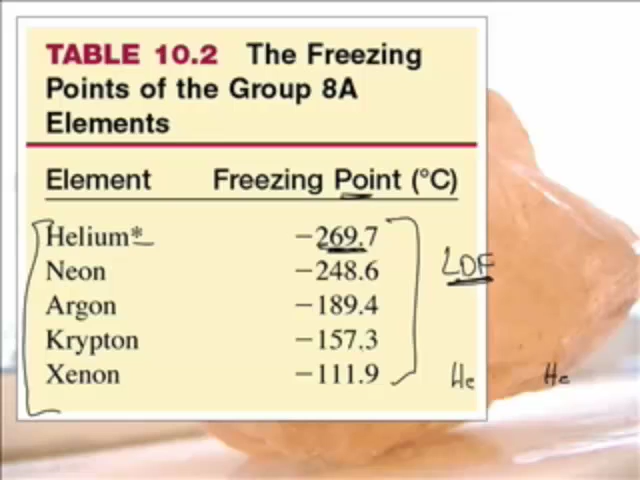 TABLE 10.2 The Freezing
Points of the Group 8A
Elements
Element Freezing Point (°C)
Helium* −269.7
Neon −248.6
Argon −189.4
Krypton −157.3
Xenon −111.9
LDF
He He